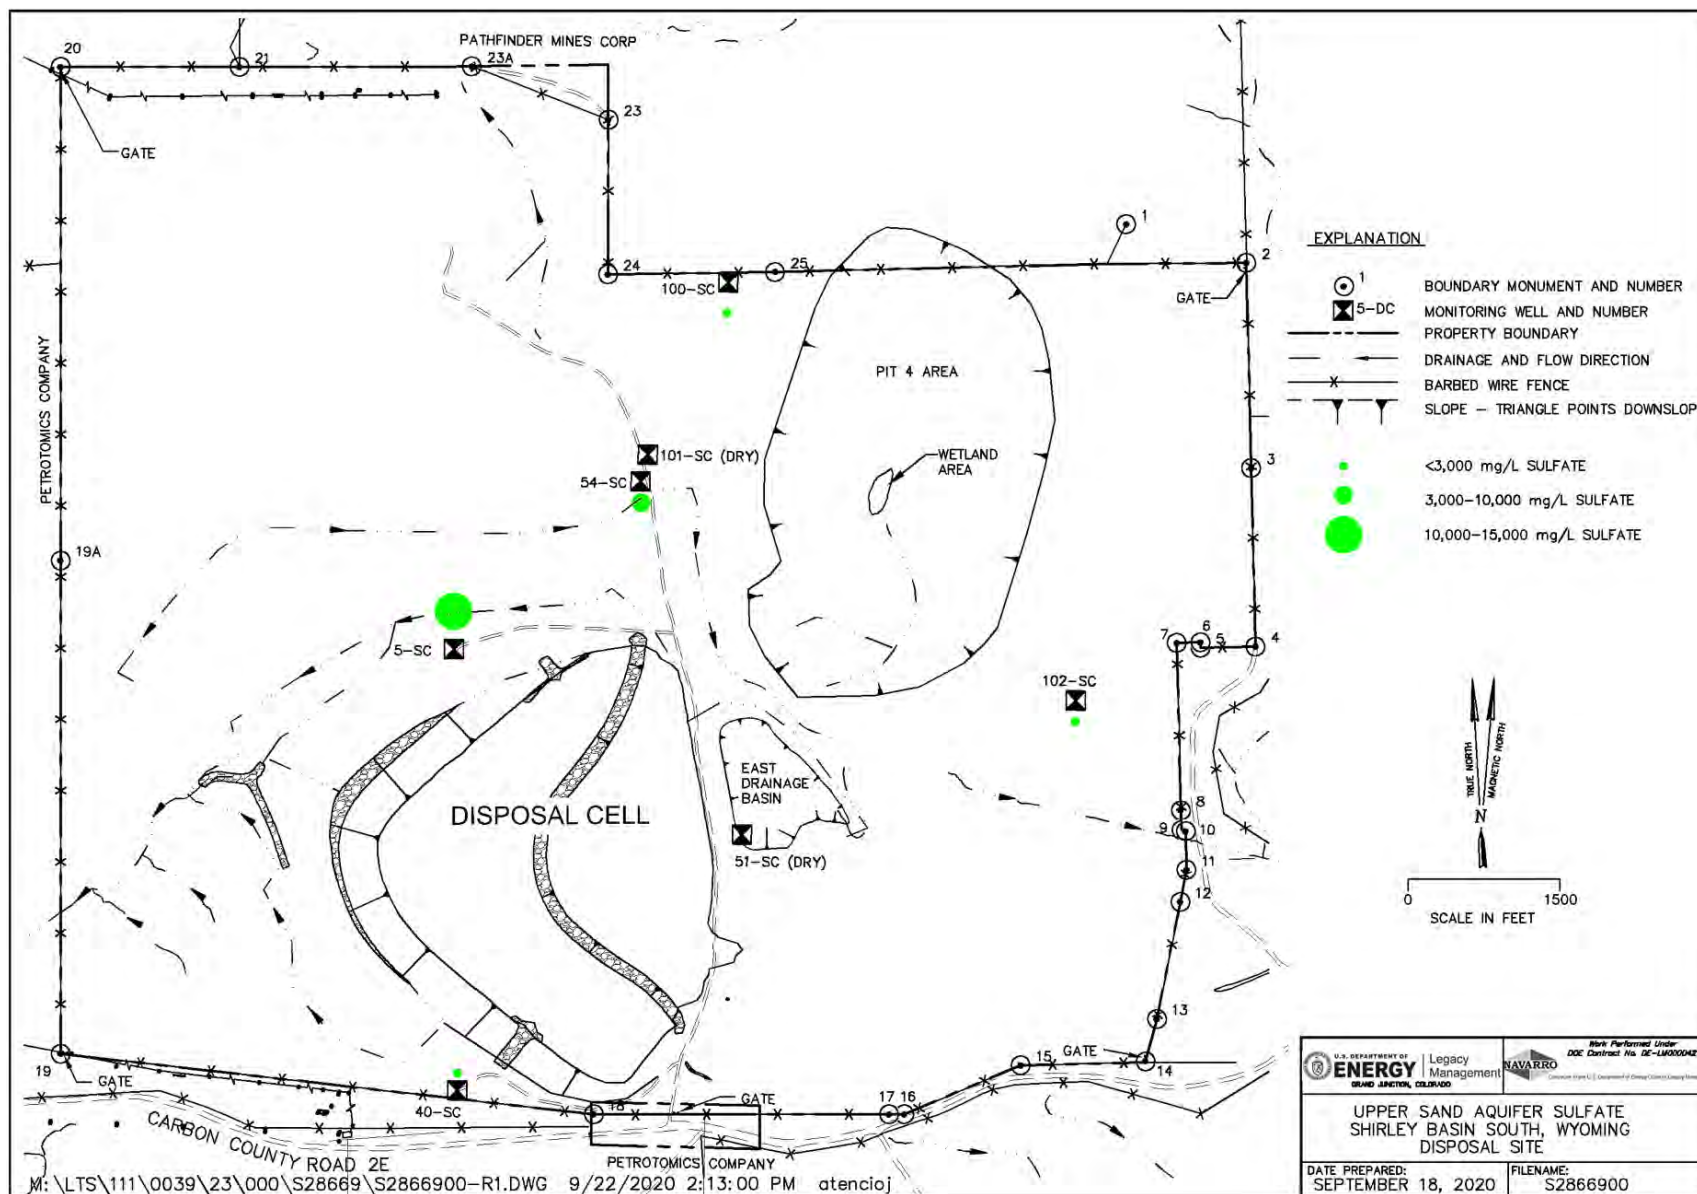 PATHFINDER MINES CORP
20
21
23A
23
GATE
24
25
1
2
100-SC
GATE
PETROTOMICS COMPANY
PIT 4 AREA
WETLAND
AREA
101-SC (DRY)
54-SC
3
19A
5-SC
7
6
5
4
102-SC
EAST
DRAINAGE
BASIN
DISPOSAL CELL
51-SC (DRY)
8
9
10
11
12
13
GATE
14
15
19
GATE
40-SC
18
GATE
17
16
CARBON COUNTY ROAD 2E
PETROTOMICS COMPANY
EXPLANATION
1
BOUNDARY MONUMENT AND NUMBER
5-DC
MONITORING WELL AND NUMBER
PROPERTY BOUNDARY
DRAINAGE AND FLOW DIRECTION
BARBED WIRE FENCE
SLOPE – TRIANGLE POINTS DOWNSLOP
<3,000 mg/L SULFATE
3,000–10,000 mg/L SULFATE
10,000–15,000 mg/L SULFATE
TRUE NORTH
MAGNETIC NORTH
N
0
1500
SCALE IN FEET
U.S. DEPARTMENT OF
ENERGY
Legacy
Management
GRAND JUNCTION, COLORADO
NAVARRO
Work Performed Under
UPPER SAND AQUIFER SULFATE
SHIRLEY BASIN SOUTH, WYOMING
DISPOSAL SITE
DATE PREPARED:
SEPTEMBER 18, 2020
FILENAME:
S2866900
M:\LTS\111\0039\23\000\S28669\S2866900-R1.DWG 9/22/2020 2:13:00 PM atencioj